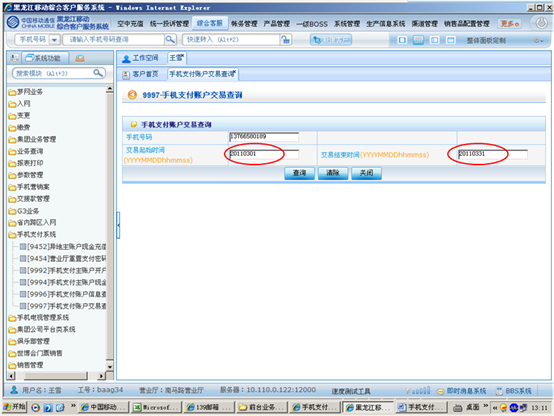 黑龙江移动综合客户服务系统 - Windows Internet Explorer
中国移动通信 CHINA MOBILE 黑龙江移动 综合客户服务系统
空中充值 统一投诉管理 综合客服 账务管理 产品管理 一级BOSS 系统管理 生产信息系统 渠道管理 销售品配置管理 更多
手机号码 请输入手机号码查询 快速转入 (Alt+2) 整体面板定制
系统功能 工作空间 王雪
搜索模块 (Alt+3) 客户首页 手机支付账户交易查询
梦网业务
入网
变更
缴费
集团业务管理
业务查询
报表打印
参数管理
手机营销案
交接款管理
G3业务
省内跨区入网
手机支付系统
[9452]异地主账户现金充值
[9454]营业厅重置支付密码
[9992]手机支付主账户开户
[9994]手机支付主账户现金
[9996]手机支付账户信息查
[9997]手机支付账户交易查
手机电视管理系统
集团公司平台类系统
俱乐部管理
世博会门票销售
销售管理
9997-手机支付账户交易查询
手机支付账户交易查询
手机号码 13766500109
交易起始时间(YYYYMMDDhhmmss) 20110301 交易结束时间(YYYYMMDDhhmmss) 20110331
查询 清除 关闭
用户名：王雪 工号：baag34 营业厅：南马路营业厅 服务器：10.110.0.122:12000 速度测试工具 即时消息系统 BBS系统
开始 中国移动... Microsof... 139邮箱 ... 前台业务... 手机支付... 黑龙江移... 手机支付... 桌面 13:11